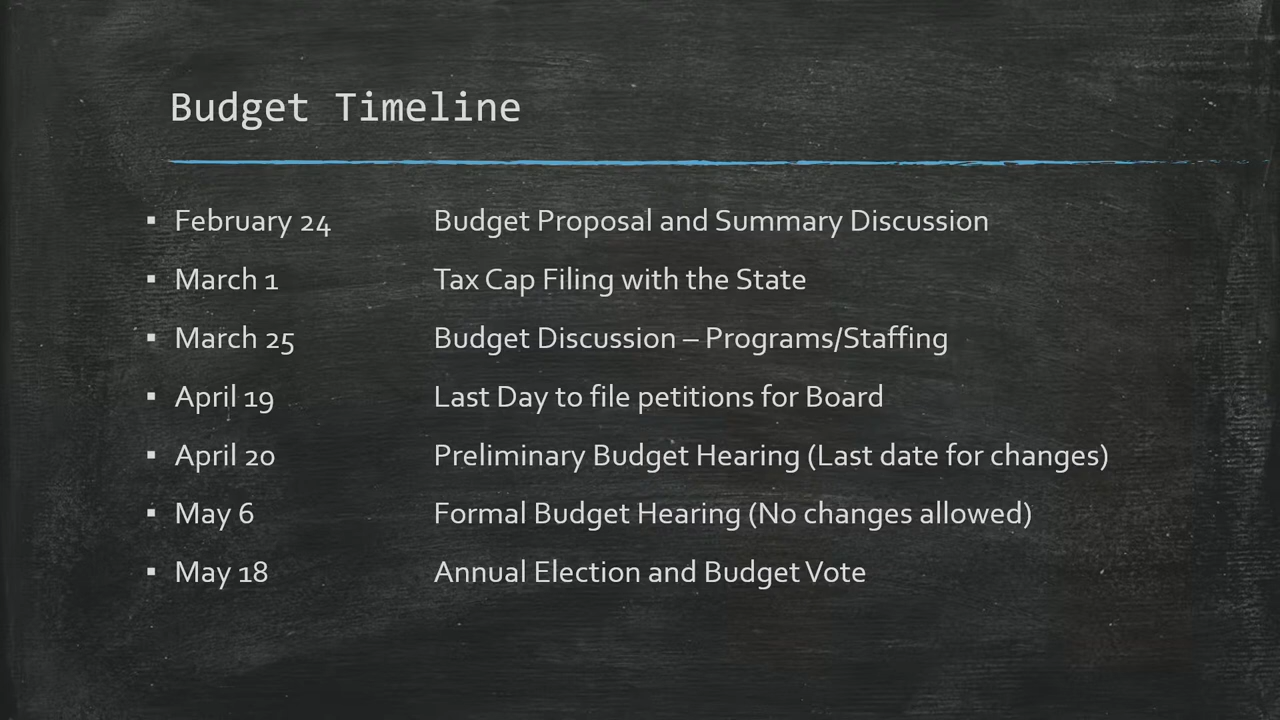 Budget Timeline
▪ February 24 Budget Proposal and Summary Discussion
▪ March 1 Tax Cap Filing with the State
▪ March 25 Budget Discussion – Programs/Staffing
▪ April 19 Last Day to file petitions for Board
▪ April 20 Preliminary Budget Hearing (Last date for changes)
▪ May 6 Formal Budget Hearing (No changes allowed)
▪ May 18 Annual Election and Budget Vote